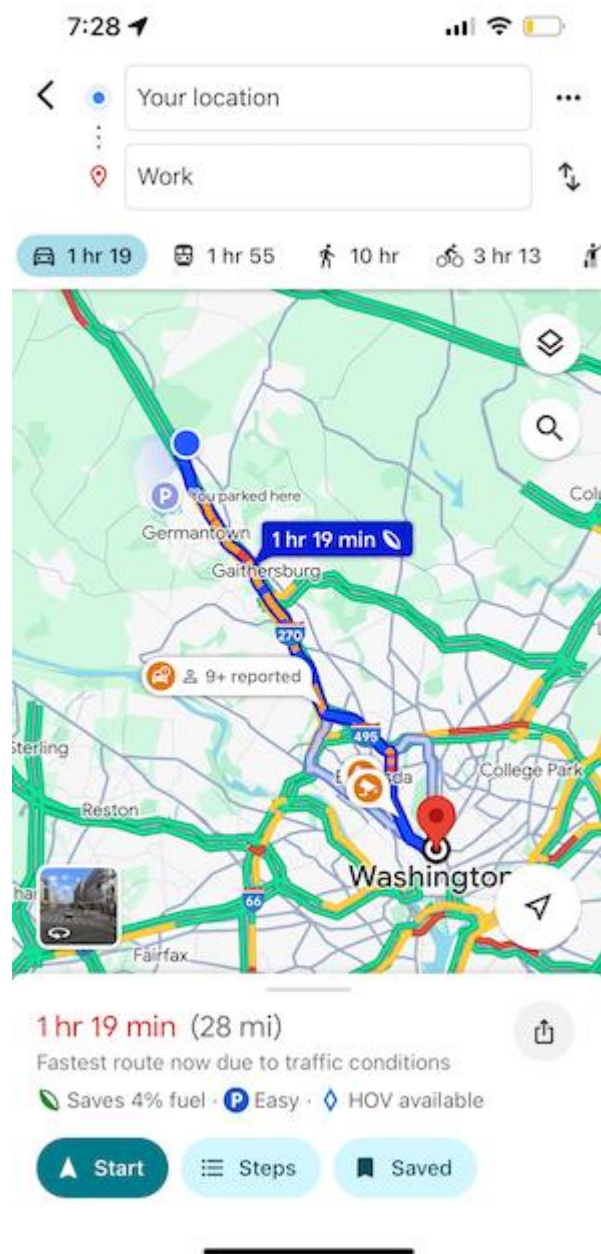 7:28
Your location
Work
1 hr 19
1 hr 55
10 hr
3 hr 13
P You parked here
Germantown
1 hr 19 min
Gaithersburg
270
9+ reported
495
College Park
Sterling
Reston
Washington
66
Fairfax
1 hr 19 min (28 mi)
Fastest route now due to traffic conditions
Saves 4% fuel · P Easy · HOV available
Start
Steps
Saved